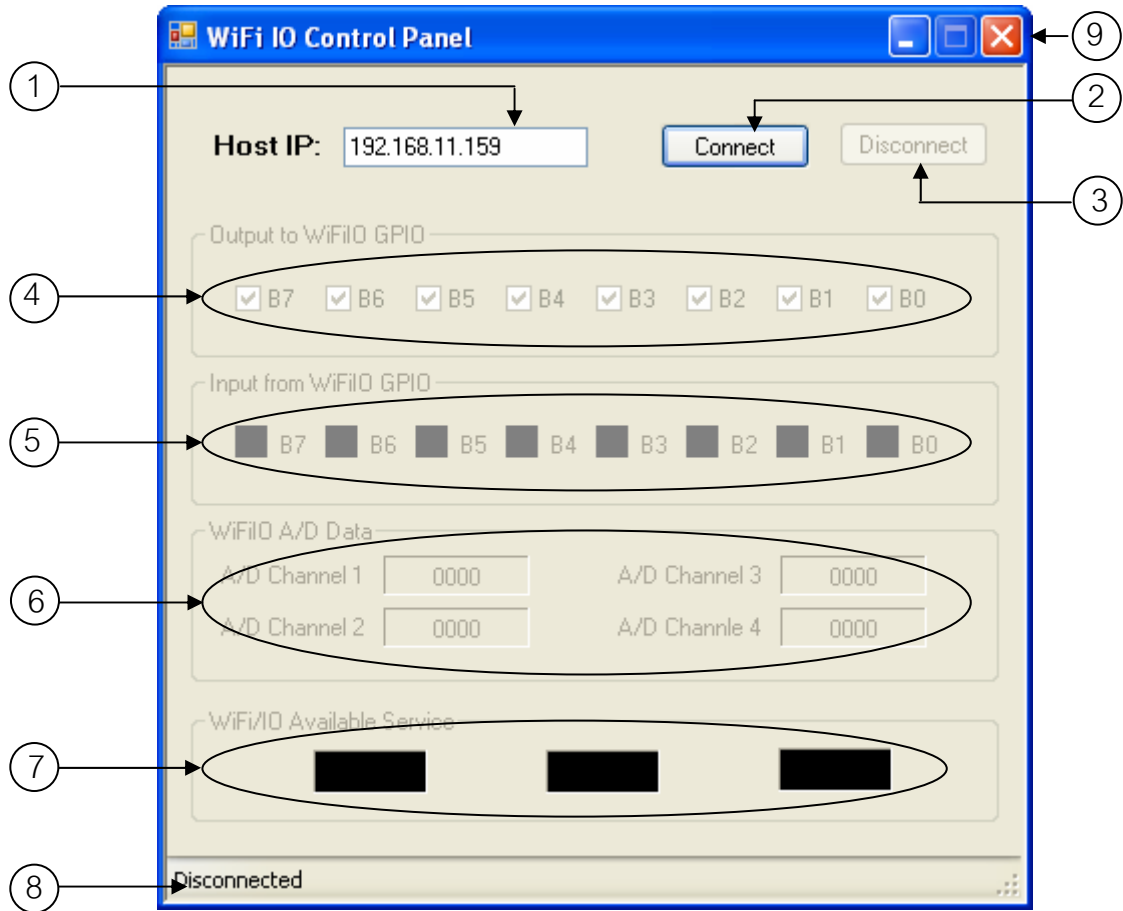 WiFi IO Control Panel
9
1
2
Host IP: 192.168.11.159 Connect Disconnect
3
Output to WiFiIO GPIO
4
B7 B6 B5 B4 B3 B2 B1 B0
Input from WiFiIO GPIO
5
B7 B6 B5 B4 B3 B2 B1 B0
WiFiIO A/D Data
A/D Channel 1 0000 A/D Channel 3 0000
6
A/D Channel 2 0000 A/D Channle 4 0000
WiFi/IO Available Service
7
8
Disconnected